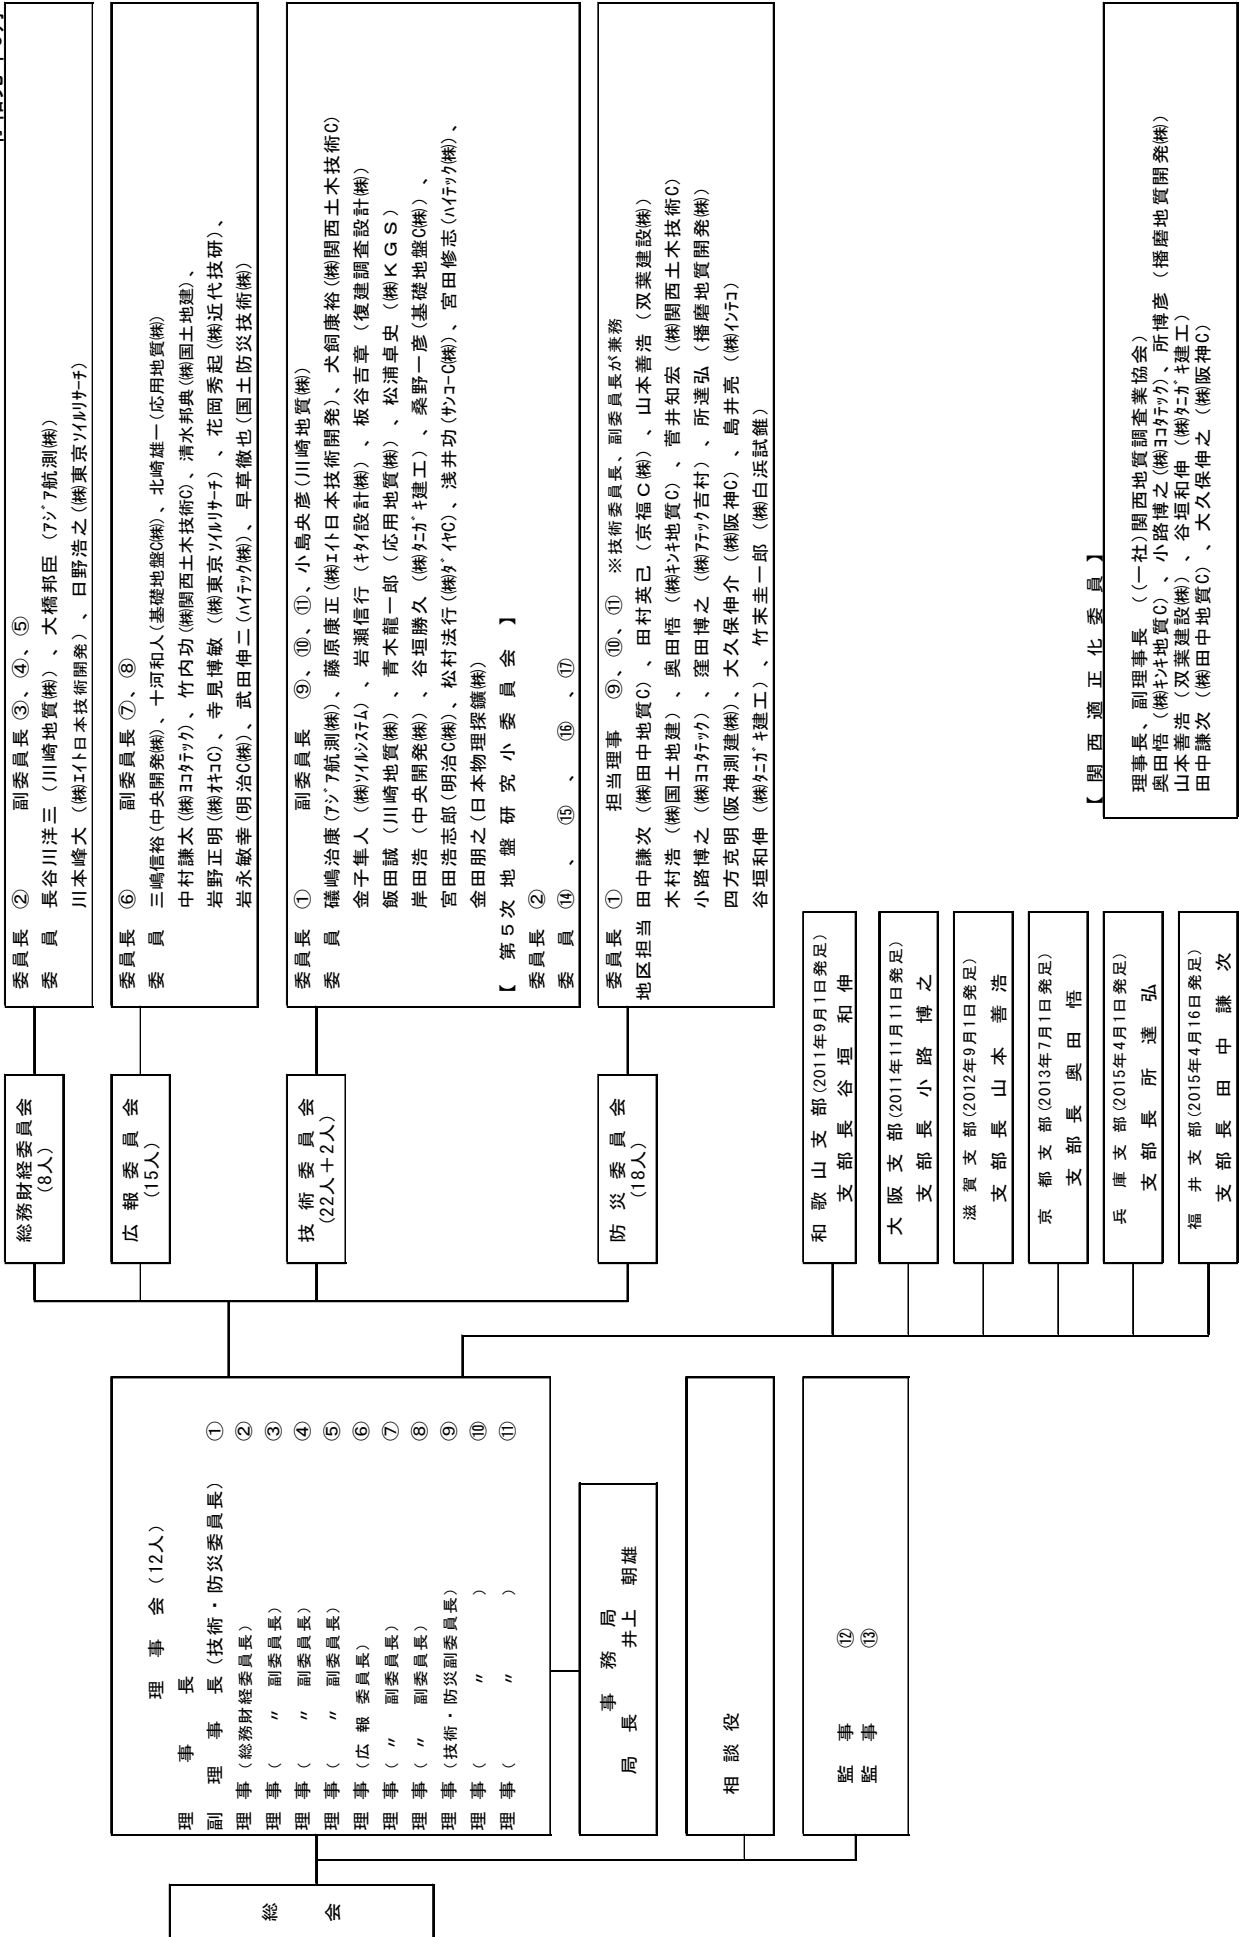 総会
理事会(12人)
理事長
副理事長(技術・防災委員長) ①
理事(総務財経委員長) ②
理事( 〃 副委員長) ③
理事( 〃 副委員長) ④
理事( 〃 副委員長) ⑤
理事(広報 委員長) ⑥
理事( 〃 副委員長) ⑦
理事( 〃 副委員長) ⑧
理事(技術・防災副委員長) ⑨
理事( 〃 ) ⑩
理事( 〃 ) ⑪
事務局
局長 井上 朝雄
相談役
監事 ⑫
監事 ⑬
総務財経委員会
(8人)
委員長 ② 副委員長 ③、④、⑤
委員 長谷川洋三(川崎地質㈱)、大橋邦臣(アジア航測㈱)
川本峰大(㈱エイト日本技術開発)、日野浩之(㈱東京ソイルリサーチ)
広報委員会
(15人)
委員長 ⑥ 副委員長 ⑦、⑧
委員 三嶋信裕(中央開発㈱)、十河和人(基礎地盤C㈱)、北崎雄一(応用地質㈱)
中村謙太(㈱ヨコタテック)、竹内功(㈱関西土木技術C)、清水邦典(㈱国土地建)、
岩野正明(㈱オキコC)、寺見博敏(㈱東京ソイルリサーチ)、花岡秀起(㈱近代技研)、
岩永敏幸(明治C㈱)、武田伸二(ハイテック㈱)、早草徹也(国土防災技術㈱)
技術委員会
(22人+2人)
委員長 ① 副委員長 ⑨、⑩、⑪、小島央彦(川崎地質㈱)
委員 礒嶋治康(アジア航測㈱)、藤原康正(㈱エイト日本技術開発)、犬飼康裕(㈱関西土木技術C)
金子隼人(㈱ソイルシステム)、岩瀬信行(キタイ設計㈱)、板谷吉章(復建調査設計㈱)
飯田誠(川崎地質㈱)、青木龍一郎(応用地質㈱)、松浦卓史(㈱KGS)
岸田浩(中央開発㈱)、谷垣勝久(㈱タニガキ建工)、桑野一彦(基礎地盤C㈱)、
宮田浩志郎(明治C㈱)、松村法行(㈱ダイヤC)、浅井功(サンコーC㈱)、宮田修志(ハイテック㈱)、
金田朋之(日本物理探鑛㈱)
【第5次地盤研究小委員会】
委員長 ②
委員 ⑭、⑮、⑯、⑰
防災委員会
(18人)
委員長 ① 担当理事 ⑨、⑩、⑪ ※技術委員長、副委員長が兼務
地区担当 田中謙次(㈱田中地質C)、田村英己(京福C㈱)、山本善浩(双葉建設㈱)
木村浩(㈱国土地建)、奥田悟(㈱キンキ地質C)、菅井知宏(㈱関西土木技術C)
小路博之(㈱ヨコタテック)、窪田博之(㈱アテック吉村)、所達弘(播磨地質開発㈱)
四方克明(阪神測建㈱)、大久保伸介(㈱阪神C)、島井亮(㈱インテコ)
谷垣和伸(㈱タニガキ建工)、竹末圭一郎(㈱白浜試錐)
和歌山支部(2011年9月1日発足)
支部長 谷垣和伸
大阪支部(2011年11月11日発足)
支部長 小路博之
滋賀支部(2012年9月1日発足)
支部長 山本善浩
京都支部(2013年7月1日発足)
支部長 奥田悟
兵庫支部(2015年4月1日発足)
支部長 所達弘
福井支部(2015年4月16日発足)
支部長 田中謙次
【関西適正化委員】
理事長、副理事長((一社)関西地質調査業協会)
奥田悟(㈱キンキ地質C)、小路博之(㈱ヨコタテック)、所博彦(播磨地質開発㈱)
山本善浩(双葉建設㈱)、谷垣和伸(㈱タニガキ建工)
田中謙次(㈱田中地質C)、大久保伸之(㈱阪神C)